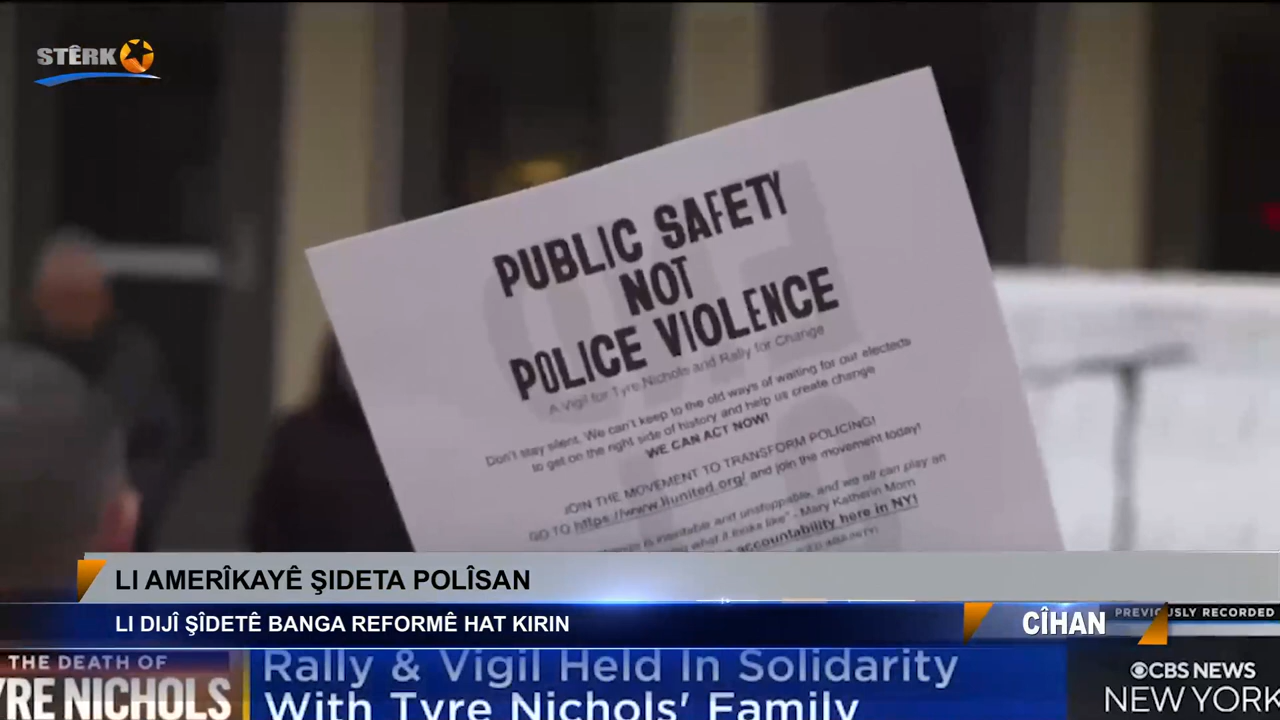 STÊRK
PUBLIC SAFETY
NOT
POLICE VIOLENCE
A Vigil for Tyre Nichols and Rally for Change
Don't stay silent. We can't keep to the old ways of waiting for our electeds
to get on the right side of history and help us create change
WE CAN ACT NOW!
JOIN THE MOVEMENT TO TRANSFORM POLICING!
GO TO https://www.liunited.org/ and join the movement today!
is inevitable and unstoppable, and we all can play an
what it looks like" - Mary Katherin Morn
accountability here in NY!
LI AMERÎKAYÊ ŞIDETA POLÎSAN
LI DIJÎ ŞÎDETÊ BANGA REFORMÊ HAT KIRIN
CÎHAN
PREVIOUSLY RECORDED
THE DEATH OF
YRE NICHOLS
Rally & Vigil Held In Solidarity
With Tyre Nichols' Family
CBS NEWS
NEW YORK